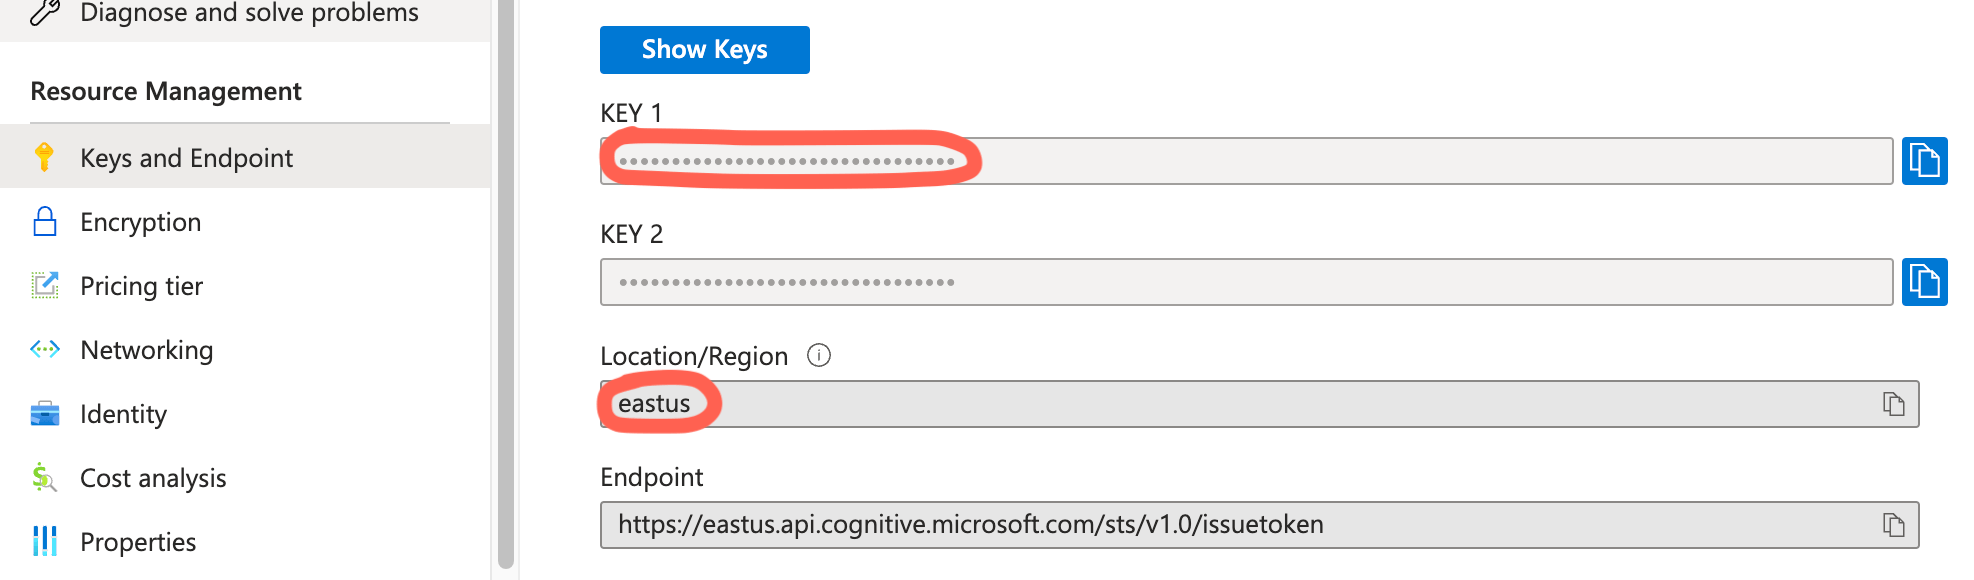 Diagnose and solve problems
Resource Management
Keys and Endpoint
Encryption
Pricing tier
Networking
Identity
Cost analysis
Properties
Show Keys
KEY 1
••••••••••••••••••••••••••••••••
KEY 2
••••••••••••••••••••••••••••••••
Location/Region
eastus
Endpoint
https://eastus.api.cognitive.microsoft.com/sts/v1.0/issuetoken